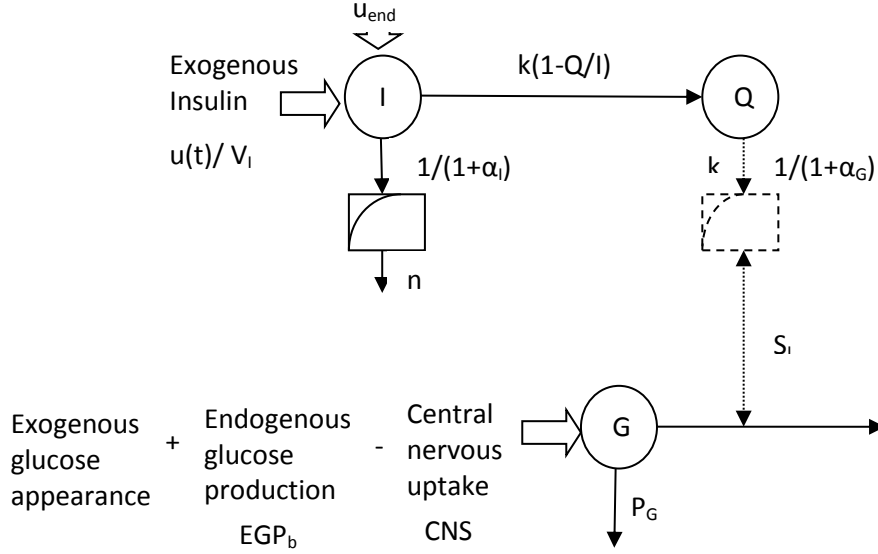 u_end
Exogenous
Insulin
u(t)/ V_I
I
k(1-Q/I)
Q
1/(1+α_I)
k
1/(1+α_G)
n
S_I
Exogenous
glucose
appearance
+
Endogenous
glucose
production
EGP_b
-
Central
nervous
uptake
CNS
G
P_G